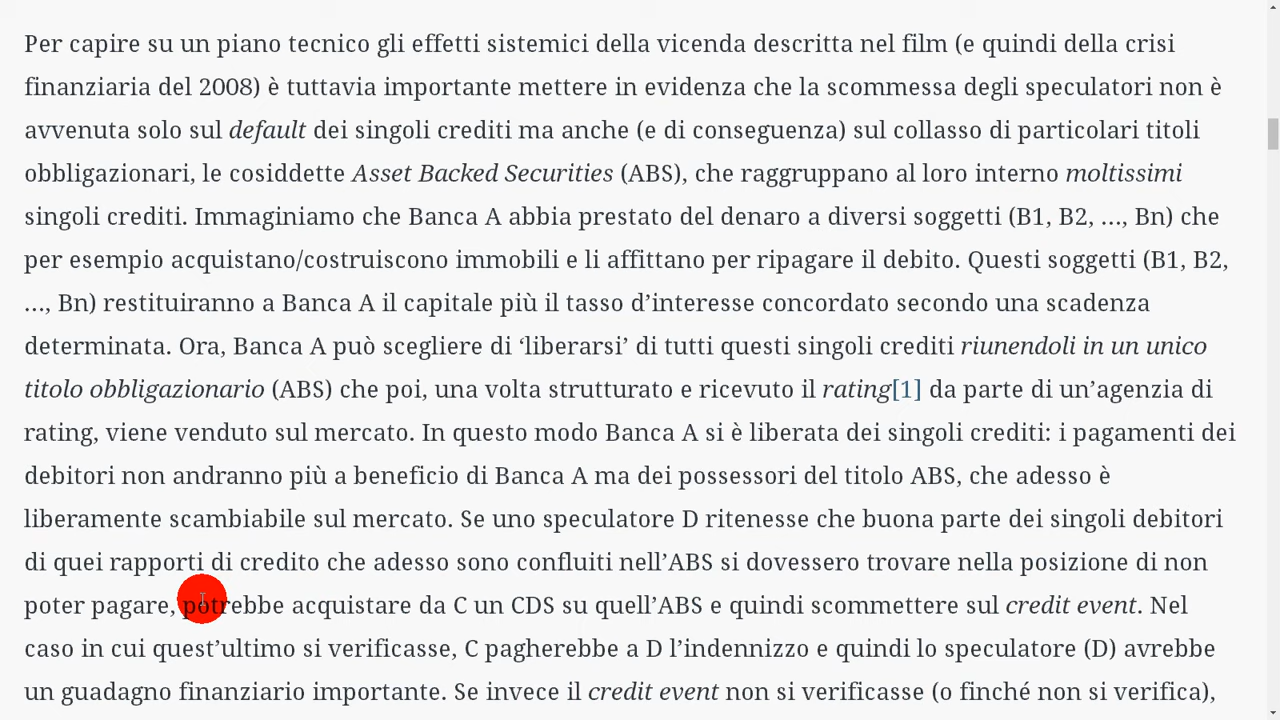 Per capire su un piano tecnico gli effetti sistemici della vicenda descritta nel film (e quindi della crisi
finanziaria del 2008) è tuttavia importante mettere in evidenza che la scommessa degli speculatori non è
avvenuta solo sul default dei singoli crediti ma anche (e di conseguenza) sul collasso di particolari titoli
obbligazionari, le cosiddette Asset Backed Securities (ABS), che raggruppano al loro interno moltissimi
singoli crediti. Immaginiamo che Banca A abbia prestato del denaro a diversi soggetti (B1, B2, …, Bn) che
per esempio acquistano/costruiscono immobili e li affittano per ripagare il debito. Questi soggetti (B1, B2,
…, Bn) restituiranno a Banca A il capitale più il tasso d’interesse concordato secondo una scadenza
determinata. Ora, Banca A può scegliere di ‘liberarsi’ di tutti questi singoli crediti riunendoli in un unico
titolo obbligazionario (ABS) che poi, una volta strutturato e ricevuto il rating[1] da parte di un’agenzia di
rating, viene venduto sul mercato. In questo modo Banca A si è liberata dei singoli crediti: i pagamenti dei
debitori non andranno più a beneficio di Banca A ma dei possessori del titolo ABS, che adesso è
liberamente scambiabile sul mercato. Se uno speculatore D ritenesse che buona parte dei singoli debitori
di quei rapporti di credito che adesso sono confluiti nell’ABS si dovessero trovare nella posizione di non
poter pagare, potrebbe acquistare da C un CDS su quell’ABS e quindi scommettere sul credit event. Nel
caso in cui quest’ultimo si verificasse, C pagherebbe a D l’indennizzo e quindi lo speculatore (D) avrebbe
un guadagno finanziario importante. Se invece il credit event non si verificasse (o finché non si verifica),